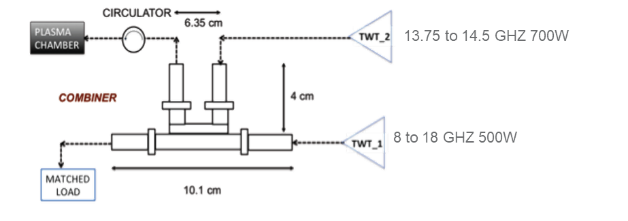 CIRCULATOR
6.35 cm
PLASMA
CHAMBER
TWT_2
13.75 to 14.5 GHZ 700W
COMBINER
4 cm
TWT_1
8 to 18 GHZ 500W
MATCHED
LOAD
10.1 cm